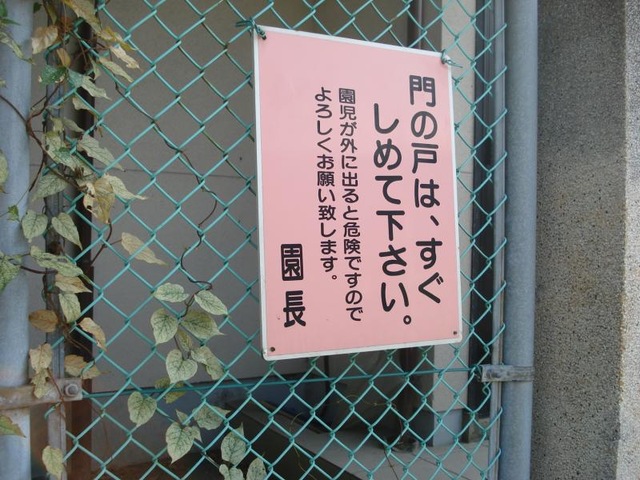 門の戸は、すぐ
しめて下さい。
園児が外に出ると危険ですので
よろしくお願い致します。
園長